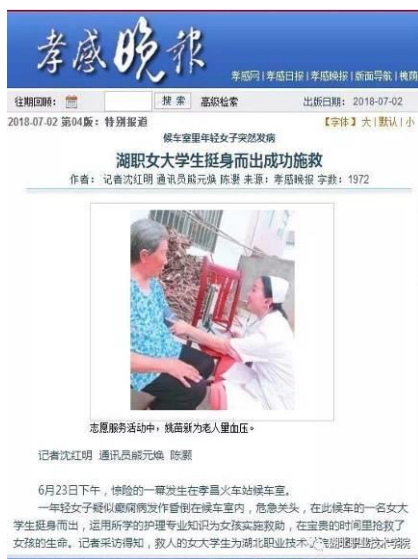 孝感晚报
孝感网|孝感日报|孝感晚报|版面导航|槐荫
往期回顾： 搜 索 高级检索 出版日期： 2018-07-02
2018-07-02 第04版：特别报道 【字体】大|默认|小
候车室里年轻女子突然发病
湖职女大学生挺身而出成功施救
作者： 记者沈红明 通讯员熊元焕 陈灏 来源：孝感晚报 字数：1972
志愿服务活动中，姚苗新为老人量血压。
记者沈红明 通讯员熊元焕 陈灏
6月23日下午，惊险的一幕发生在孝昌火车站候车室。
一年轻女子疑似癫痫病发作昏倒在候车室内，危急关头，在此候车的一名女大
学生挺身而出，运用所学的护理专业知识为女孩实施救助，在宝贵的时间里抢救了
女孩的生命。记者采访得知，救人的女大学生为湖北职业技术